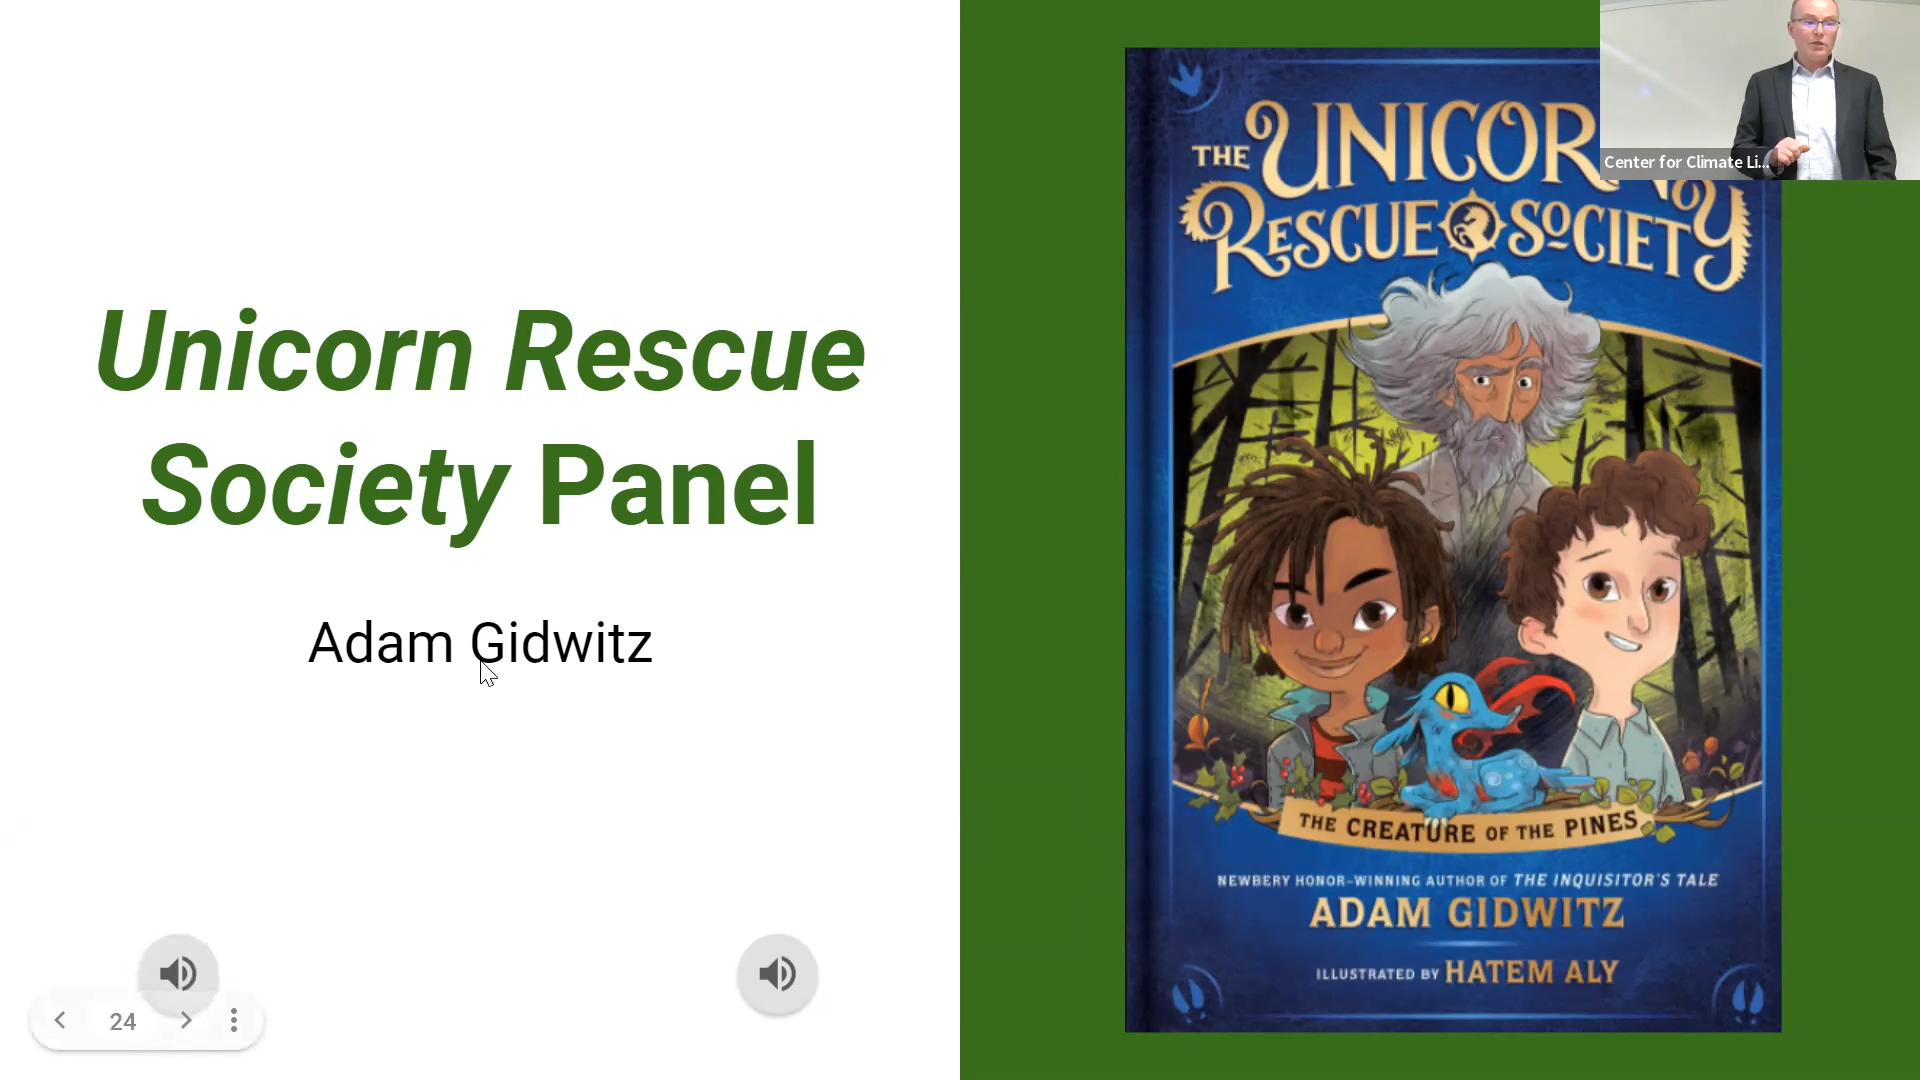 Unicorn Rescue
Society Panel
Adam Gidwitz
24
THE UNICORN
RESCUE SOCIETY
THE CREATURE OF THE PINES
NEWBERY HONOR-WINNING AUTHOR OF THE INQUISITOR'S TALE
ADAM GIDWITZ
ILLUSTRATED BY HATEM ALY
Center for Climate Li...